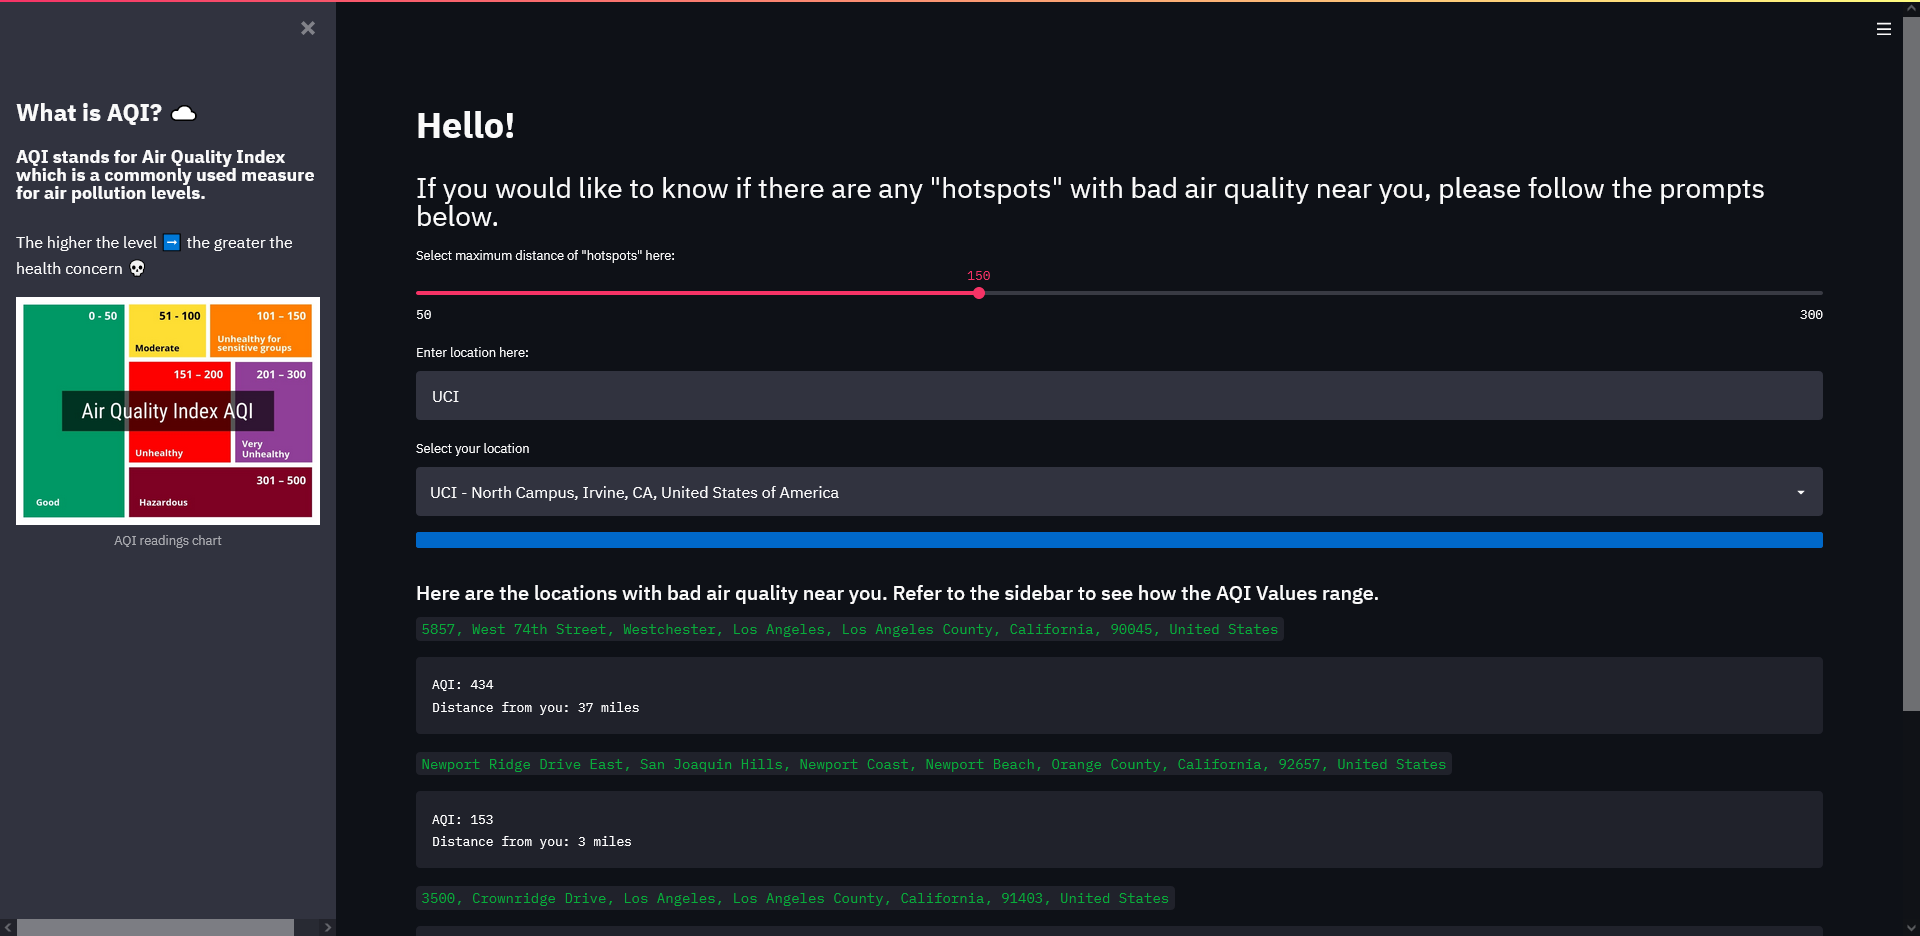 What is AQI?
AQI stands for Air Quality Index
which is a commonly used measure
for air pollution levels.
The higher the level the greater the
health concern
0 - 50
51 - 100
101 – 150
Moderate
Unhealthy for
sensitive groups
151 – 200
201 – 300
Air Quality Index AQI
Unhealthy
Very
Unhealthy
301 – 500
Good
Hazardous
AQI readings chart
Hello!
If you would like to know if there are any "hotspots" with bad air quality near you, please follow the prompts
below.
Select maximum distance of "hotspots" here:
150
50
300
Enter location here:
UCI
Select your location
UCI - North Campus, Irvine, CA, United States of America
Here are the locations with bad air quality near you. Refer to the sidebar to see how the AQI Values range.
5857, West 74th Street, Westchester, Los Angeles, Los Angeles County, California, 90045, United States
AQI: 434
Distance from you: 37 miles
Newport Ridge Drive East, San Joaquin Hills, Newport Coast, Newport Beach, Orange County, California, 92657, United States
AQI: 153
Distance from you: 3 miles
3500, Crownridge Drive, Los Angeles, Los Angeles County, California, 91403, United States